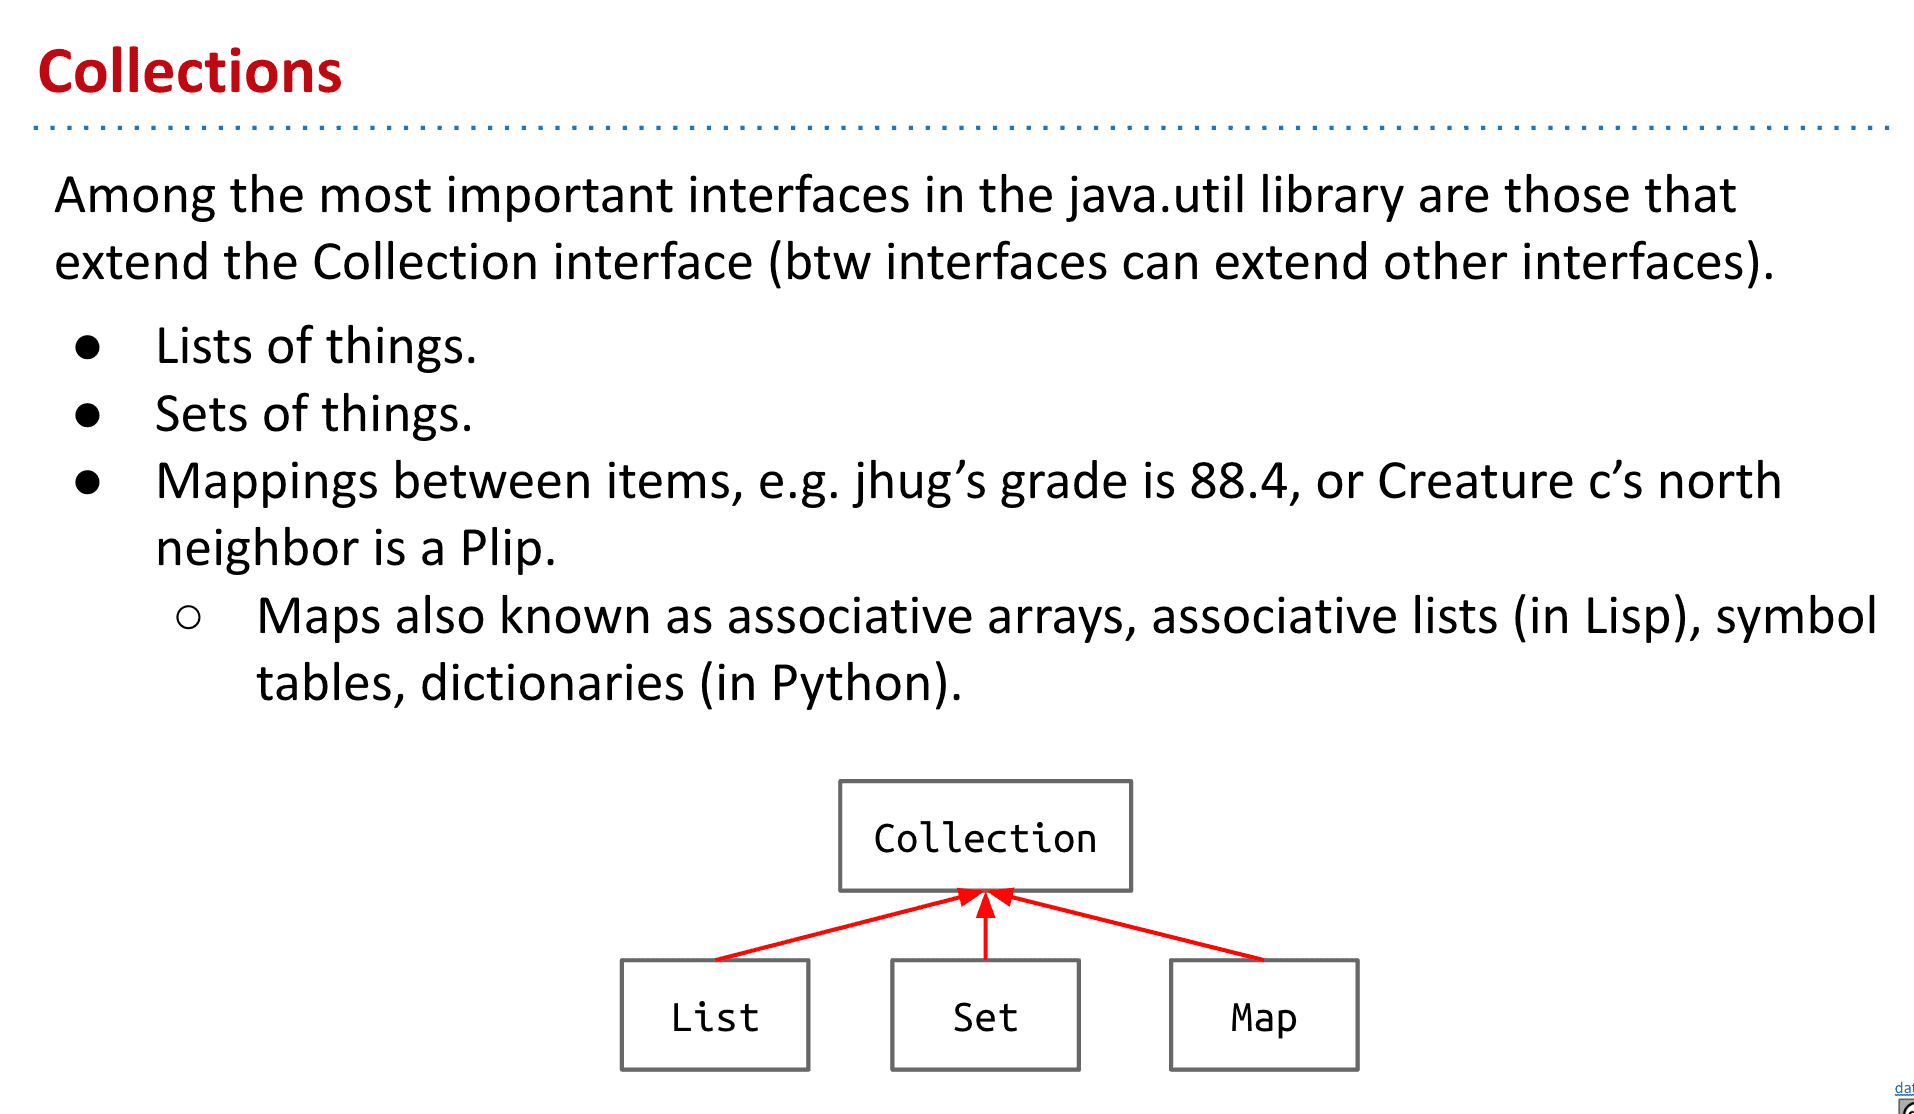 Collections
Among the most important interfaces in the java.util library are those that
extend the Collection interface (btw interfaces can extend other interfaces).
● Lists of things.
● Sets of things.
● Mappings between items, e.g. jhug’s grade is 88.4, or Creature c’s north
neighbor is a Plip.
○ Maps also known as associative arrays, associative lists (in Lisp), symbol
tables, dictionaries (in Python).
Collection
List
Set
Map